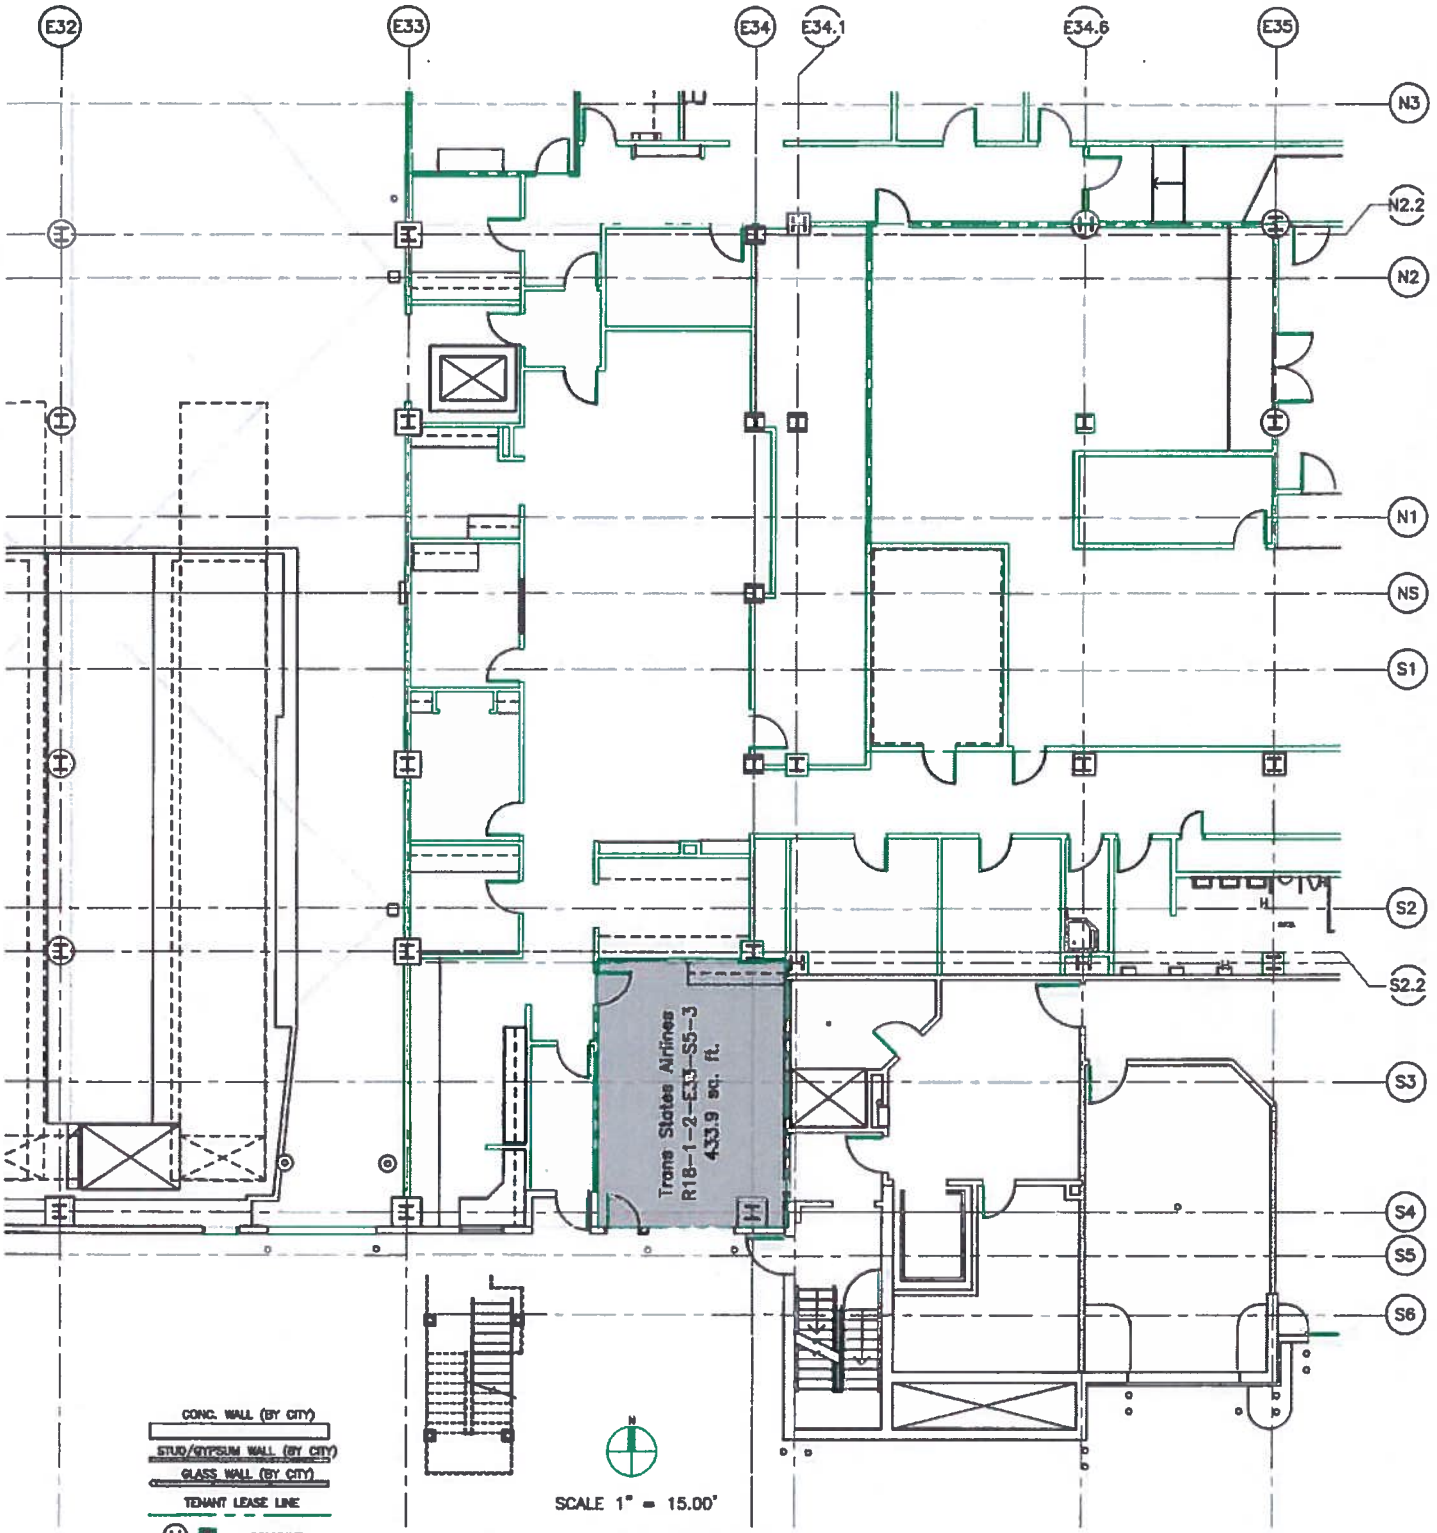 E32
E33
E34
E34.1
E34.6
E35
N3
N2.2
N2
N1
NS
S1
S2
S2.2
S3
S4
S5
S6
Trans States Airlines
R18-1-2-E33-S5-3
433.9 sq. ft.
CONC. WALL (BY CITY)
STUD/GYPSUM WALL (BY CITY)
GLASS WALL (BY CITY)
TENANT LEASE LINE
N
SCALE 1" = 15.00'